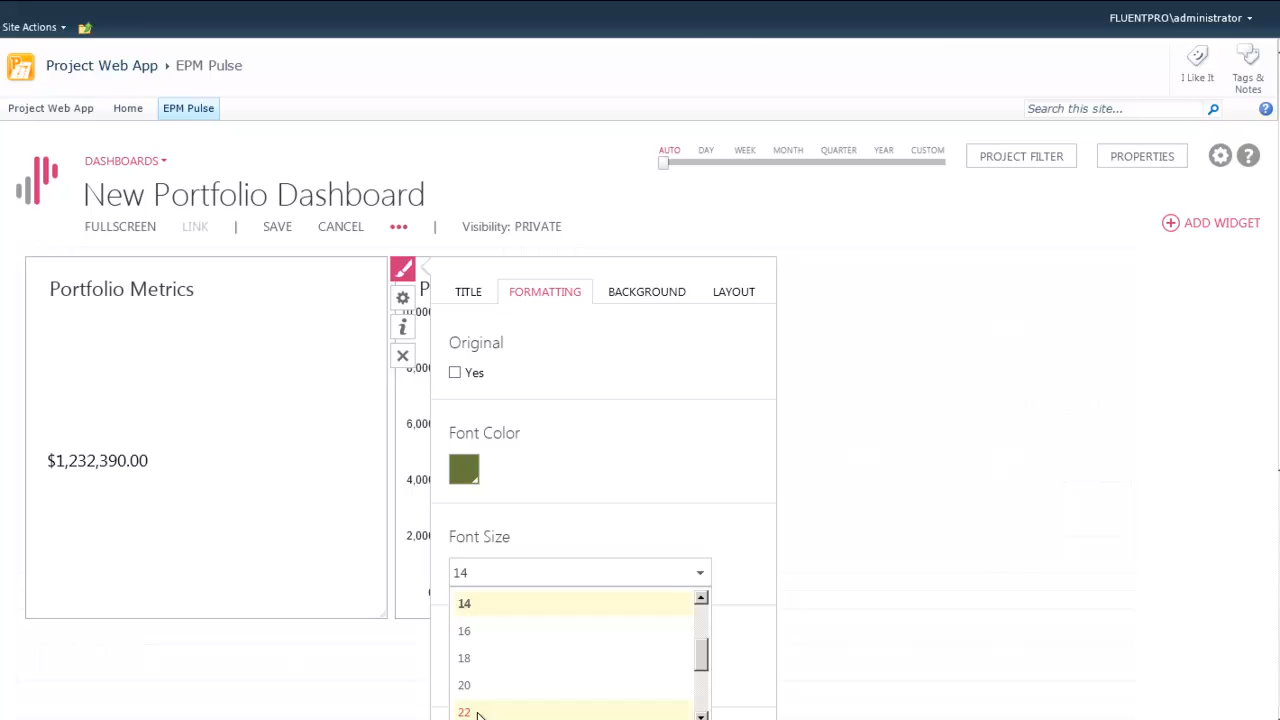 FLUENTPRO\administrator
Site Actions
Project Web App ▸ EPM Pulse
I Like It
Tags & Notes
Project Web App Home EPM Pulse
Search this site...
DASHBOARDS
AUTO DAY WEEK MONTH QUARTER YEAR CUSTOM
PROJECT FILTER
PROPERTIES
New Portfolio Dashboard
FULLSCREEN LINK | SAVE CANCEL ••• | Visibility: PRIVATE
ADD WIDGET
Portfolio Metrics
TITLE FORMATTING BACKGROUND LAYOUT
Original
Yes
Font Color
$1,232,390.00
Font Size
14
14
16
18
20
22